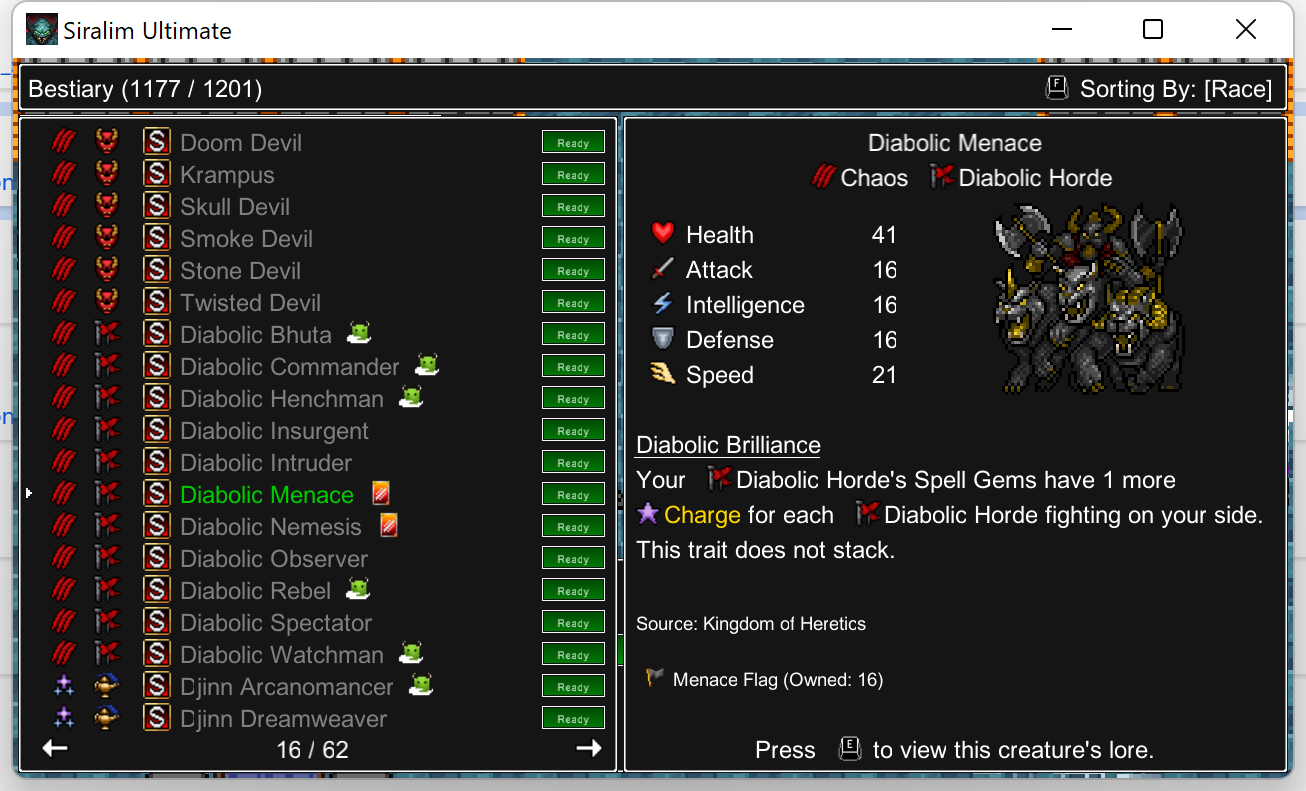 Siralim Ultimate
Bestiary (1177 / 1201)
F Sorting By: [Race]
S Doom Devil Ready
S Krampus Ready
S Skull Devil Ready
S Smoke Devil Ready
S Stone Devil Ready
S Twisted Devil Ready
S Diabolic Bhuta Ready
S Diabolic Commander Ready
S Diabolic Henchman Ready
S Diabolic Insurgent Ready
S Diabolic Intruder Ready
S Diabolic Menace Ready
S Diabolic Nemesis Ready
S Diabolic Observer Ready
S Diabolic Rebel Ready
S Diabolic Spectator Ready
S Diabolic Watchman Ready
S Djinn Arcanomancer Ready
S Djinn Dreamweaver Ready
16 / 62
Diabolic Menace
Chaos Diabolic Horde
Health 41
Attack 16
Intelligence 16
Defense 16
Speed 21
Diabolic Brilliance
Your Diabolic Horde's Spell Gems have 1 more
Charge for each Diabolic Horde fighting on your side.
This trait does not stack.
Source: Kingdom of Heretics
Menace Flag (Owned: 16)
Press E to view this creature's lore.